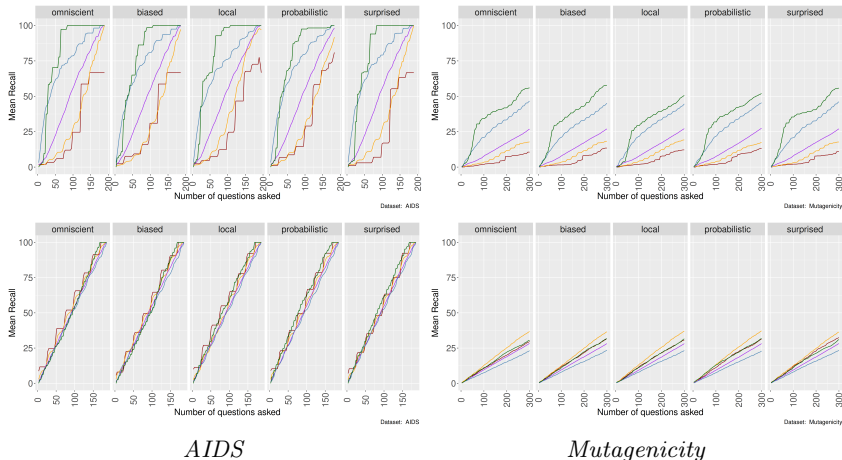 omniscient biased local probabilistic surprised
100
75
50
25
0
Mean Recall
0 50 100 150 200 0 50 100 150 200 0 50 100 150 200 0 50 100 150 200 0 50 100 150 200
Number of questions asked
Dataset: AIDS
omniscient biased local probabilistic surprised
100
75
50
25
0
Mean Recall
0 100 200 300 0 100 200 300 0 100 200 300 0 100 200 300 0 100 200 300
Number of questions asked
Dataset: Mutagenicity
omniscient biased local probabilistic surprised
100
75
50
25
0
Mean Recall
0 50 100 150 0 50 100 150 0 50 100 150 0 50 100 150 0 50 100 150
Number of questions asked
Dataset: AIDS
omniscient biased local probabilistic surprised
100
75
50
25
0
Mean Recall
0 100 200 300 0 100 200 300 0 100 200 300 0 100 200 300 0 100 200 300
Number of questions asked
Dataset: Mutagenicity
AIDS
Mutagenicity